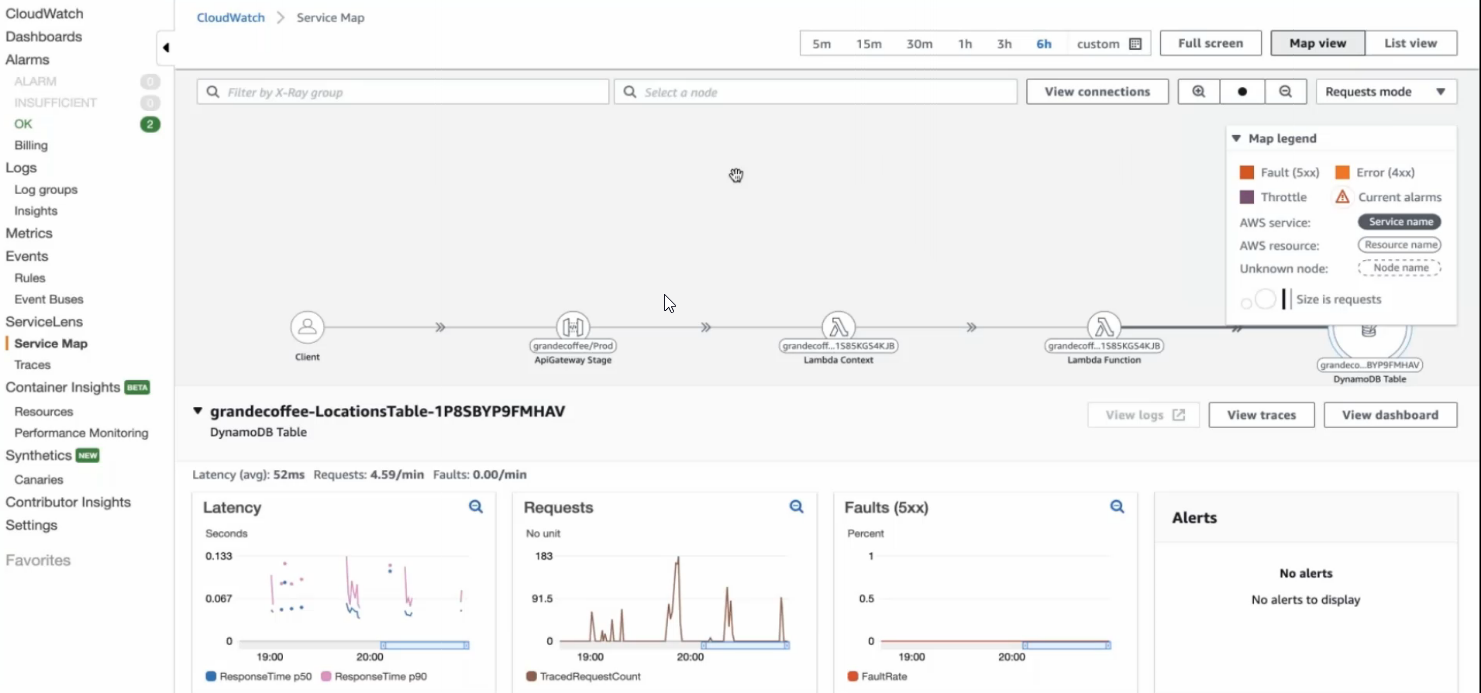 CloudWatch
Dashboards
Alarms
ALARM 0
INSUFFICIENT 0
OK 2
Billing
Logs
Log groups
Insights
Metrics
Events
Rules
Event Buses
ServiceLens
Service Map
Traces
Container Insights BETA
Resources
Performance Monitoring
Synthetics NEW
Canaries
Contributor Insights
Settings
Favorites
CloudWatch Service Map
5m 15m 30m 1h 3h 6h custom Full screen Map view List view
Filter by X-Ray group Select a node View connections Requests mode
Map legend
Fault (5xx) Error (4xx)
Throttle Current alarms
AWS service: Service name
AWS resource: Resource name
Unknown node: Node name
Size is requests
Client
grandecoffee/Prod
ApiGateway Stage
grandecoff...1S85KGS4KJB
Lambda Context
grandecoff...1S85KGS4KJB
Lambda Function
grandeco...BYP9FMHAV
DynamoDB Table
grandecoffee-LocationsTable-1P8SBYP9FMHAV
DynamoDB Table
View logs View traces View dashboard
Latency (avg): 52ms Requests: 4.59/min Faults: 0.00/min
Latency
Seconds
0.133
0.067
0
19:00 20:00
ResponseTime p50 ResponseTime p90
Requests
No unit
183
91.5
0
19:00 20:00
TracedRequestCount
Faults (5xx)
Percent
1
0.5
0
19:00 20:00
FaultRate
Alerts
No alerts
No alerts to display